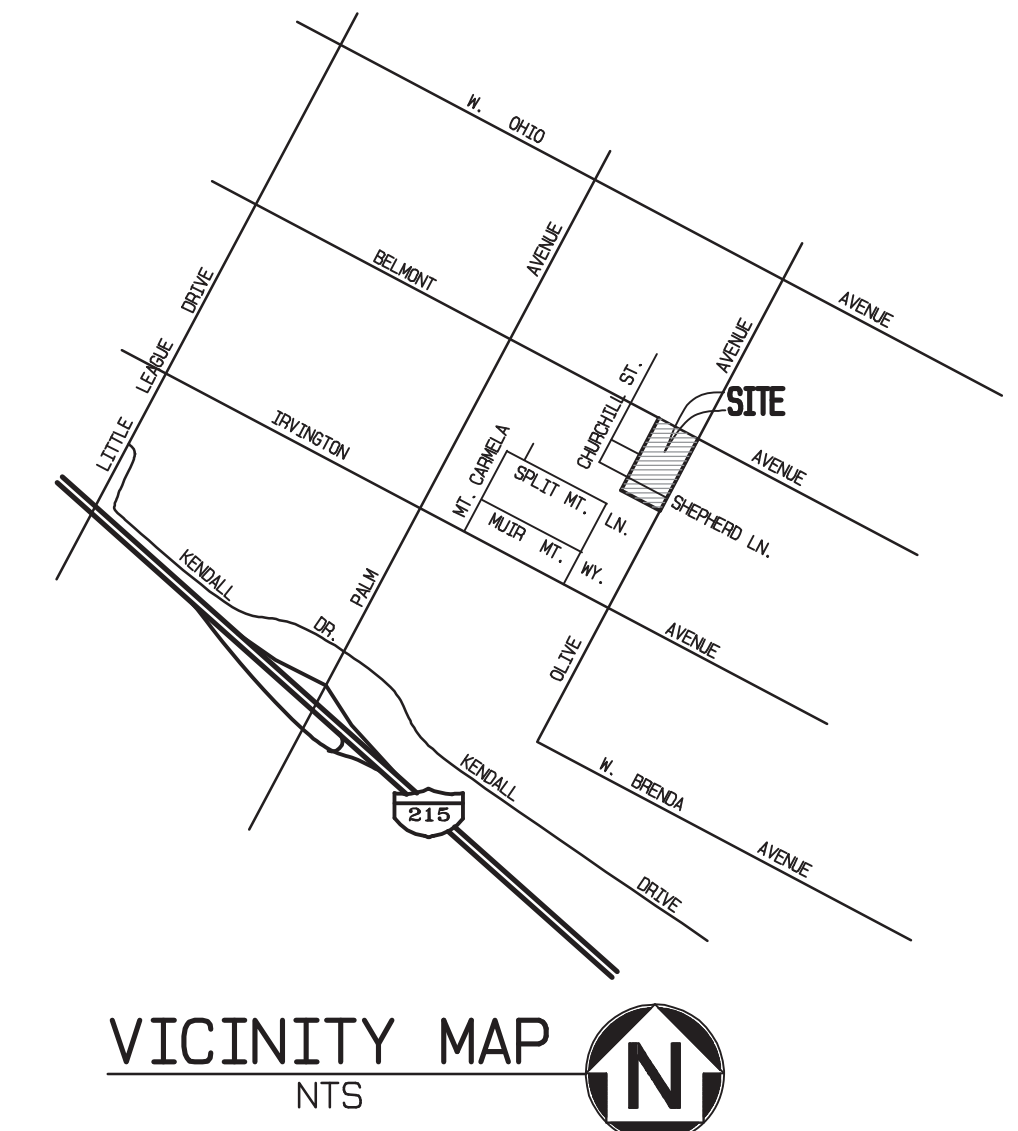 W. OHIO AVENUE
BELMONT AVENUE
IRVINGTON AVENUE
LITTLE LEAGUE DRIVE
PALM AVENUE
OLIVE AVENUE
CHURCHILL ST.
SITE
MT. CARMELA
SPLIT MT. LN.
MUIR MT. WY.
SHEPHERD LN.
KENDALL DR.
KENDALL DRIVE
W. BRENDA AVENUE
215
VICINITY MAP
NTS
N